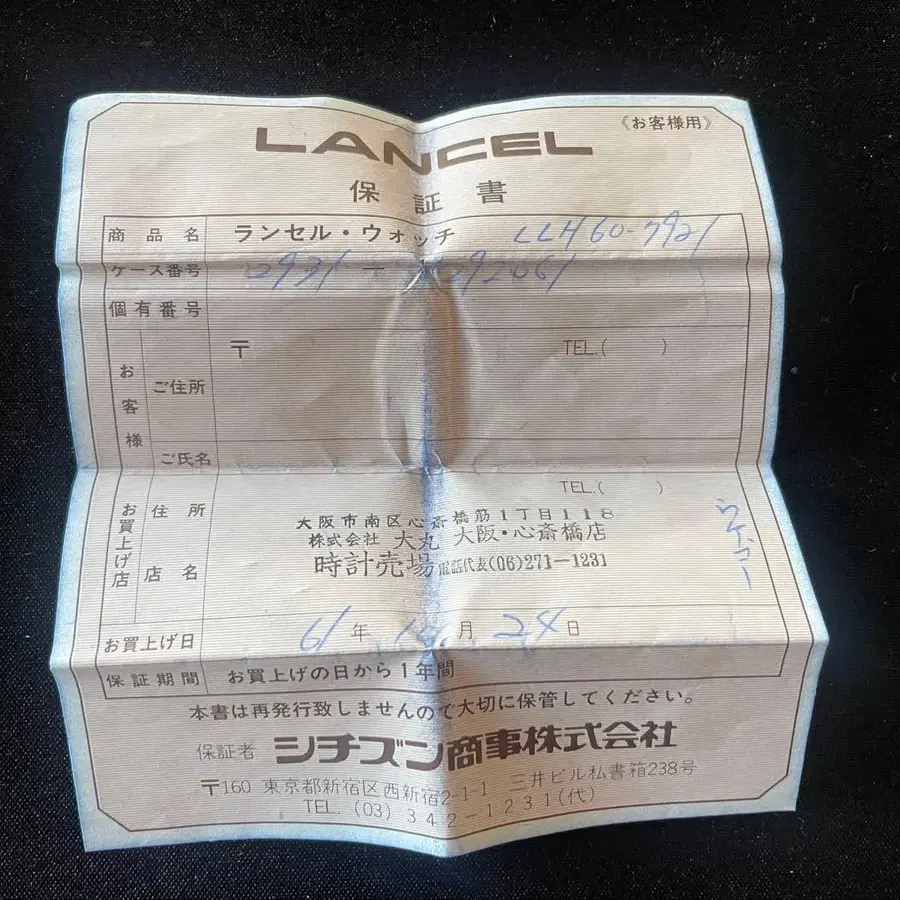 《お客様用》
LANCEL
保証書
商品名 ランセル・ウォッチ LLH60-7921
ケース番号 2931
個有番号
お客様 ご住所 〒 TEL.( )
ご氏名
お買上げ店 住所 TEL.( )
大阪市南区心斎橋筋1丁目118
株式会社 大丸 大阪・心斎橋店
店名 時計売場 電話代表(06)271-1231
お買上げ日 61年 月24日
保証期間 お買上げの日から1年間
本書は再発行致しませんので大切に保管してください。
保証者 シチズン商事株式会社
〒160 東京都新宿区西新宿2-1-1 三井ビル私書箱238号
TEL. (03) 342-1231(代)